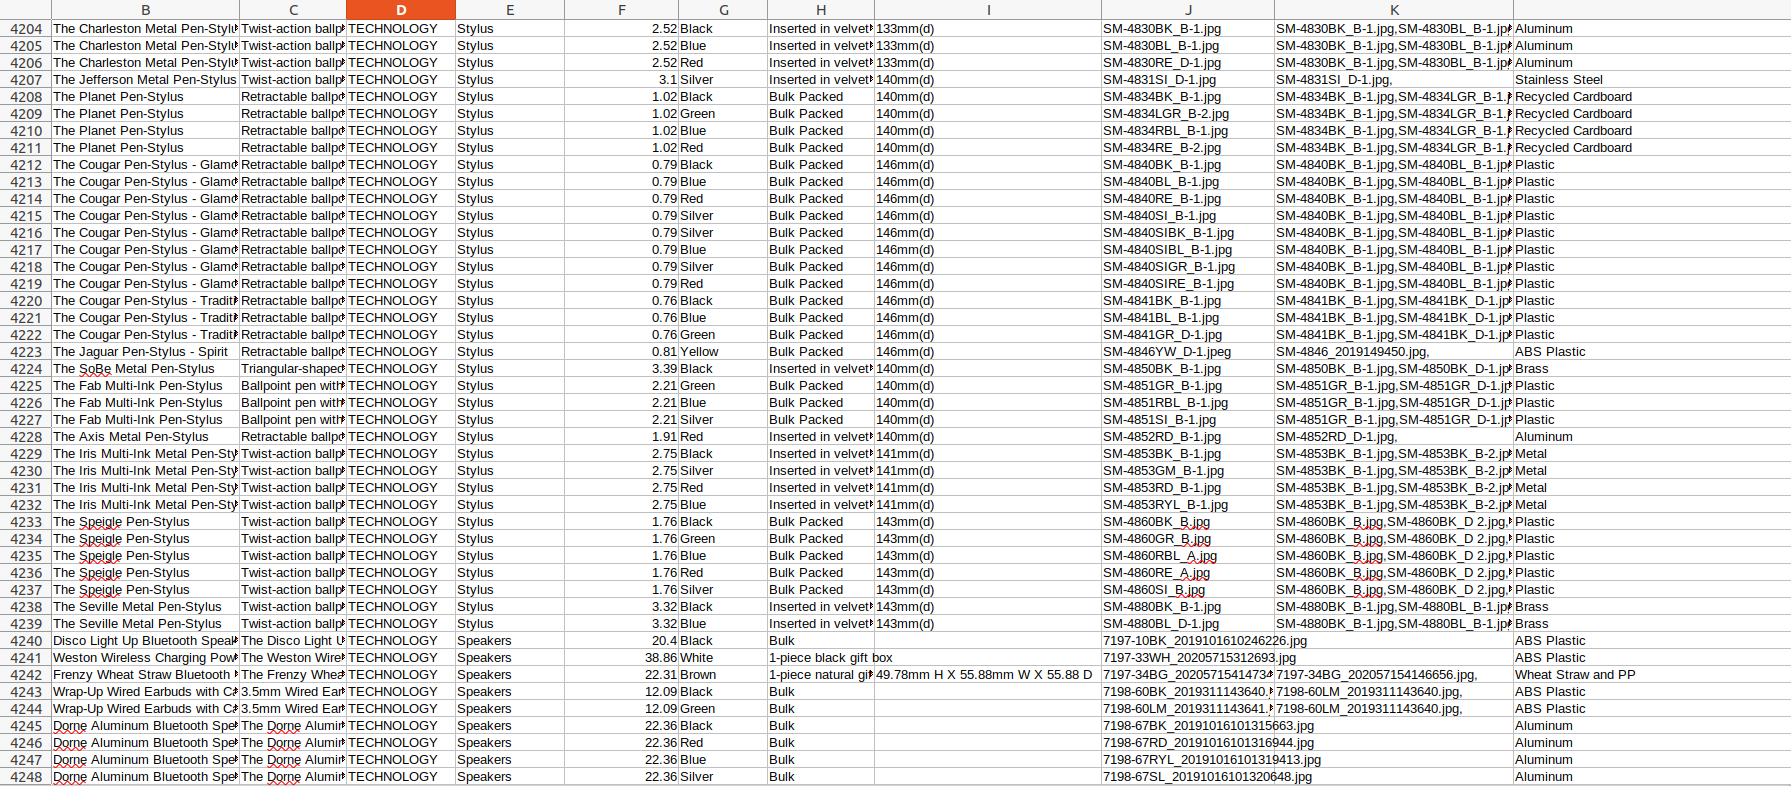 B C D E F G H I J K
4204 The Charleston Metal Pen-Stylu Twist-action ballp TECHNOLOGY Stylus 2.52 Black Inserted in velvet 133mm(d) SM-4830BK_B-1.jpg SM-4830BK_B-1.jpg,SM-4830BL_B-1.jp Aluminum
4205 The Charleston Metal Pen-Stylu Twist-action ballp TECHNOLOGY Stylus 2.52 Blue Inserted in velvet 133mm(d) SM-4830BL_B-1.jpg SM-4830BK_B-1.jpg,SM-4830BL_B-1.jp Aluminum
4206 The Charleston Metal Pen-Stylu Twist-action ballp TECHNOLOGY Stylus 2.52 Red Inserted in velvet 133mm(d) SM-4830RE_D-1.jpg SM-4830BK_B-1.jpg,SM-4830BL_B-1.jp Aluminum
4207 The Jefferson Metal Pen-Stylus Twist-action ballp TECHNOLOGY Stylus 3.1 Silver Inserted in velvet 140mm(d) SM-4831SI_D-1.jpg SM-4831SI_D-1.jpg, Stainless Steel
4208 The Planet Pen-Stylus Retractable ballpo TECHNOLOGY Stylus 1.02 Black Bulk Packed 140mm(d) SM-4834BK_B-1.jpg SM-4834BK_B-1.jpg,SM-4834LGR_B-1.j Recycled Cardboard
4209 The Planet Pen-Stylus Retractable ballpo TECHNOLOGY Stylus 1.02 Green Bulk Packed 140mm(d) SM-4834LGR_B-2.jpg SM-4834BK_B-1.jpg,SM-4834LGR_B-1.j Recycled Cardboard
4210 The Planet Pen-Stylus Retractable ballpo TECHNOLOGY Stylus 1.02 Blue Bulk Packed 140mm(d) SM-4834RBL_B-1.jpg SM-4834BK_B-1.jpg,SM-4834LGR_B-1.j Recycled Cardboard
4211 The Planet Pen-Stylus Retractable ballpo TECHNOLOGY Stylus 1.02 Red Bulk Packed 140mm(d) SM-4834RE_B-2.jpg SM-4834BK_B-1.jpg,SM-4834LGR_B-1.j Recycled Cardboard
4212 The Cougar Pen-Stylus - Glamo Retractable ballpo TECHNOLOGY Stylus 0.79 Black Bulk Packed 146mm(d) SM-4840BK_B-1.jpg SM-4840BK_B-1.jpg,SM-4840BL_B-1.jp Plastic
4213 The Cougar Pen-Stylus - Glamo Retractable ballpo TECHNOLOGY Stylus 0.79 Blue Bulk Packed 146mm(d) SM-4840BL_B-1.jpg SM-4840BK_B-1.jpg,SM-4840BL_B-1.jp Plastic
4214 The Cougar Pen-Stylus - Glamo Retractable ballpo TECHNOLOGY Stylus 0.79 Red Bulk Packed 146mm(d) SM-4840RE_B-1.jpg SM-4840BK_B-1.jpg,SM-4840BL_B-1.jp Plastic
4215 The Cougar Pen-Stylus - Glamo Retractable ballpo TECHNOLOGY Stylus 0.79 Silver Bulk Packed 146mm(d) SM-4840SI_B-1.jpg SM-4840BK_B-1.jpg,SM-4840BL_B-1.jp Plastic
4216 The Cougar Pen-Stylus - Glamo Retractable ballpo TECHNOLOGY Stylus 0.79 Silver Bulk Packed 146mm(d) SM-4840SIBK_B-1.jpg SM-4840BK_B-1.jpg,SM-4840BL_B-1.jp Plastic
4217 The Cougar Pen-Stylus - Glamo Retractable ballpo TECHNOLOGY Stylus 0.79 Blue Bulk Packed 146mm(d) SM-4840SIBL_B-1.jpg SM-4840BK_B-1.jpg,SM-4840BL_B-1.jp Plastic
4218 The Cougar Pen-Stylus - Glamo Retractable ballpo TECHNOLOGY Stylus 0.79 Silver Bulk Packed 146mm(d) SM-4840SIGR_B-1.jpg SM-4840BK_B-1.jpg,SM-4840BL_B-1.jp Plastic
4219 The Cougar Pen-Stylus - Glamo Retractable ballpo TECHNOLOGY Stylus 0.79 Red Bulk Packed 146mm(d) SM-4840SIRE_B-1.jpg SM-4840BK_B-1.jpg,SM-4840BL_B-1.jp Plastic
4220 The Cougar Pen-Stylus - Tradit Retractable ballpo TECHNOLOGY Stylus 0.76 Black Bulk Packed 146mm(d) SM-4841BK_B-1.jpg SM-4841BK_B-1.jpg,SM-4841BK_D-1.jp Plastic
4221 The Cougar Pen-Stylus - Tradit Retractable ballpo TECHNOLOGY Stylus 0.76 Blue Bulk Packed 146mm(d) SM-4841BL_B-1.jpg SM-4841BK_B-1.jpg,SM-4841BK_D-1.jp Plastic
4222 The Cougar Pen-Stylus - Tradit Retractable ballpo TECHNOLOGY Stylus 0.76 Green Bulk Packed 146mm(d) SM-4841GR_D-1.jpg SM-4841BK_B-1.jpg,SM-4841BK_D-1.jp Plastic
4223 The Jaguar Pen-Stylus - Spirit Retractable ballpo TECHNOLOGY Stylus 0.81 Yellow Bulk Packed 146mm(d) SM-4846YW_D-1.jpeg SM-4846_2019149450.jpg, ABS Plastic
4224 The SoBe Metal Pen-Stylus Triangular-shaped TECHNOLOGY Stylus 3.39 Black Inserted in velvet 140mm(d) SM-4850BK_B-1.jpg SM-4850BK_B-1.jpg,SM-4850BK_D-1.jp Brass
4225 The Fab Multi-Ink Pen-Stylus Ballpoint pen with TECHNOLOGY Stylus 2.21 Green Bulk Packed 140mm(d) SM-4851GR_B-1.jpg SM-4851GR_B-1.jpg,SM-4851GR_D-1.jp Plastic
4226 The Fab Multi-Ink Pen-Stylus Ballpoint pen with TECHNOLOGY Stylus 2.21 Blue Bulk Packed 140mm(d) SM-4851RBL_B-1.jpg SM-4851GR_B-1.jpg,SM-4851GR_D-1.jp Plastic
4227 The Fab Multi-Ink Pen-Stylus Ballpoint pen with TECHNOLOGY Stylus 2.21 Silver Bulk Packed 140mm(d) SM-4851SI_B-1.jpg SM-4851GR_B-1.jpg,SM-4851GR_D-1.jp Plastic
4228 The Axis Metal Pen-Stylus Retractable ballpo TECHNOLOGY Stylus 1.91 Red Inserted in velvet 140mm(d) SM-4852RD_B-1.jpg SM-4852RD_D-1.jpg, Aluminum
4229 The Iris Multi-Ink Metal Pen-Sty Twist-action ballp TECHNOLOGY Stylus 2.75 Black Inserted in velvet 141mm(d) SM-4853BK_B-1.jpg SM-4853BK_B-1.jpg,SM-4853BK_B-2.jp Metal
4230 The Iris Multi-Ink Metal Pen-Sty Twist-action ballp TECHNOLOGY Stylus 2.75 Silver Inserted in velvet 141mm(d) SM-4853GM_B-1.jpg SM-4853BK_B-1.jpg,SM-4853BK_B-2.jp Metal
4231 The Iris Multi-Ink Metal Pen-Sty Twist-action ballp TECHNOLOGY Stylus 2.75 Red Inserted in velvet 141mm(d) SM-4853RD_B-1.jpg SM-4853BK_B-1.jpg,SM-4853BK_B-2.jp Metal
4232 The Iris Multi-Ink Metal Pen-Sty Twist-action ballp TECHNOLOGY Stylus 2.75 Blue Inserted in velvet 141mm(d) SM-4853RYL_B-1.jpg SM-4853BK_B-1.jpg,SM-4853BK_B-2.jp Metal
4233 The Speigle Pen-Stylus Twist-action ballp TECHNOLOGY Stylus 1.76 Black Bulk Packed 143mm(d) SM-4860BK_B.jpg SM-4860BK_B.jpg,SM-4860BK_D 2.jpg, Plastic
4234 The Speigle Pen-Stylus Twist-action ballp TECHNOLOGY Stylus 1.76 Green Bulk Packed 143mm(d) SM-4860GR_B.jpg SM-4860BK_B.jpg,SM-4860BK_D 2.jpg, Plastic
4235 The Speigle Pen-Stylus Twist-action ballp TECHNOLOGY Stylus 1.76 Blue Bulk Packed 143mm(d) SM-4860RBL_A.jpg SM-4860BK_B.jpg,SM-4860BK_D 2.jpg, Plastic
4236 The Speigle Pen-Stylus Twist-action ballp TECHNOLOGY Stylus 1.76 Red Bulk Packed 143mm(d) SM-4860RE_A.jpg SM-4860BK_B.jpg,SM-4860BK_D 2.jpg, Plastic
4237 The Speigle Pen-Stylus Twist-action ballp TECHNOLOGY Stylus 1.76 Silver Bulk Packed 143mm(d) SM-4860SI_B.jpg SM-4860BK_B.jpg,SM-4860BK_D 2.jpg, Plastic
4238 The Seville Metal Pen-Stylus Twist-action ballp TECHNOLOGY Stylus 3.32 Black Inserted in velvet 143mm(d) SM-4880BK_B-1.jpg SM-4880BK_B-1.jpg,SM-4880BL_B-1.jp Brass
4239 The Seville Metal Pen-Stylus Twist-action ballp TECHNOLOGY Stylus 3.32 Blue Inserted in velvet 143mm(d) SM-4880BL_D-1.jpg SM-4880BK_B-1.jpg,SM-4880BL_B-1.jp Brass
4240 Disco Light Up Bluetooth Speak The Disco Light U TECHNOLOGY Speakers 20.4 Black Bulk 7197-10BK_2019101610246226.jpg ABS Plastic
4241 Weston Wireless Charging Pow The Weston Wire TECHNOLOGY Speakers 38.86 White 1-piece black gift box 7197-33WH_20205715312693.jpg ABS Plastic
4242 Frenzy Wheat Straw Bluetooth The Frenzy Whea TECHNOLOGY Speakers 22.31 Brown 1-piece natural gi 49.78mm H X 55.88mm W X 55.88 D 7197-34BG_2020571541473 7197-34BG_202057154146656.jpg, Wheat Straw and PP
4243 Wrap-Up Wired Earbuds with Ca 3.5mm Wired Ear TECHNOLOGY Speakers 12.09 Black Bulk 7198-60BK_2019311143640. 7198-60LM_2019311143640.jpg, ABS Plastic
4244 Wrap-Up Wired Earbuds with Ca 3.5mm Wired Ear TECHNOLOGY Speakers 12.09 Green Bulk 7198-60LM_2019311143641. 7198-60LM_2019311143640.jpg, ABS Plastic
4245 Dorne Aluminum Bluetooth Spe The Dorne Alumin TECHNOLOGY Speakers 22.36 Black Bulk 7198-67BK_20191016101315663.jpg Aluminum
4246 Dorne Aluminum Bluetooth Spe The Dorne Alumin TECHNOLOGY Speakers 22.36 Red Bulk 7198-67RD_20191016101316944.jpg Aluminum
4247 Dorne Aluminum Bluetooth Spe The Dorne Alumin TECHNOLOGY Speakers 22.36 Blue Bulk 7198-67RYL_20191016101319413.jpg Aluminum
4248 Dorne Aluminum Bluetooth Spe The Dorne Alumin TECHNOLOGY Speakers 22.36 Silver Bulk 7198-67SL_20191016101320648.jpg Aluminum